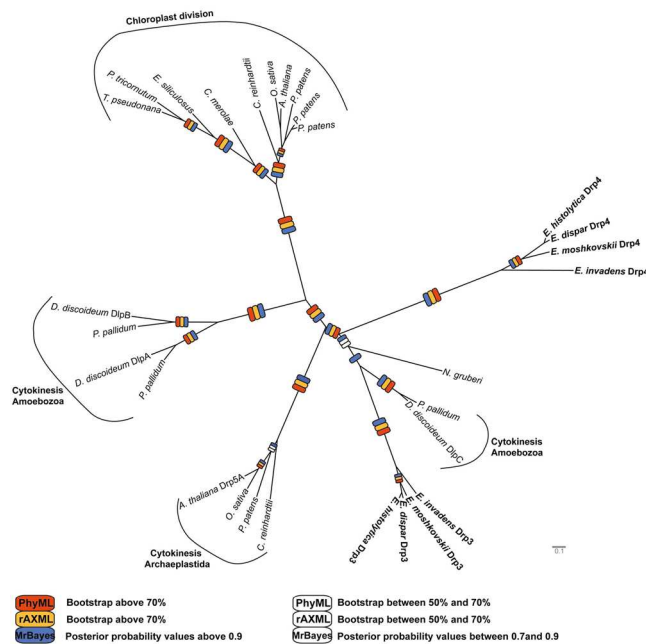 Chloroplast division
P. tricornutum
T. pseudonana
E. siliculosus
C. merolae
C. reinhardtii
O. sativa
A. thaliana
P. patens
P. patens
P. patens
E. histolytica Drp4
E. dispar Drp4
E. moshkovskii Drp4
E. invadens Drp4
D. discoideum DlpB
P. pallidum
D. discoideum DlpA
P. pallidum
Cytokinesis
Amoebozoa
N. gruberi
P. pallidum
D. discoideum DlpC
Cytokinesis
Amoebozoa
A. thaliana Drp5A
O. sativa
P. patens
C. reinhardtii
Cytokinesis
Archaeplastida
E. histolytica Drp3
E. dispar Drp3
E. moshkovskii Drp3
E. invadens Drp3
0.1
PhyML Bootstrap above 70%
rAXML Bootstrap above 70%
MrBayes Posterior probability values above 0.9
PhyML Bootstrap between 50% and 70%
rAXML Bootstrap between 50% and 70%
MrBayes Posterior probability values between 0.7and 0.9